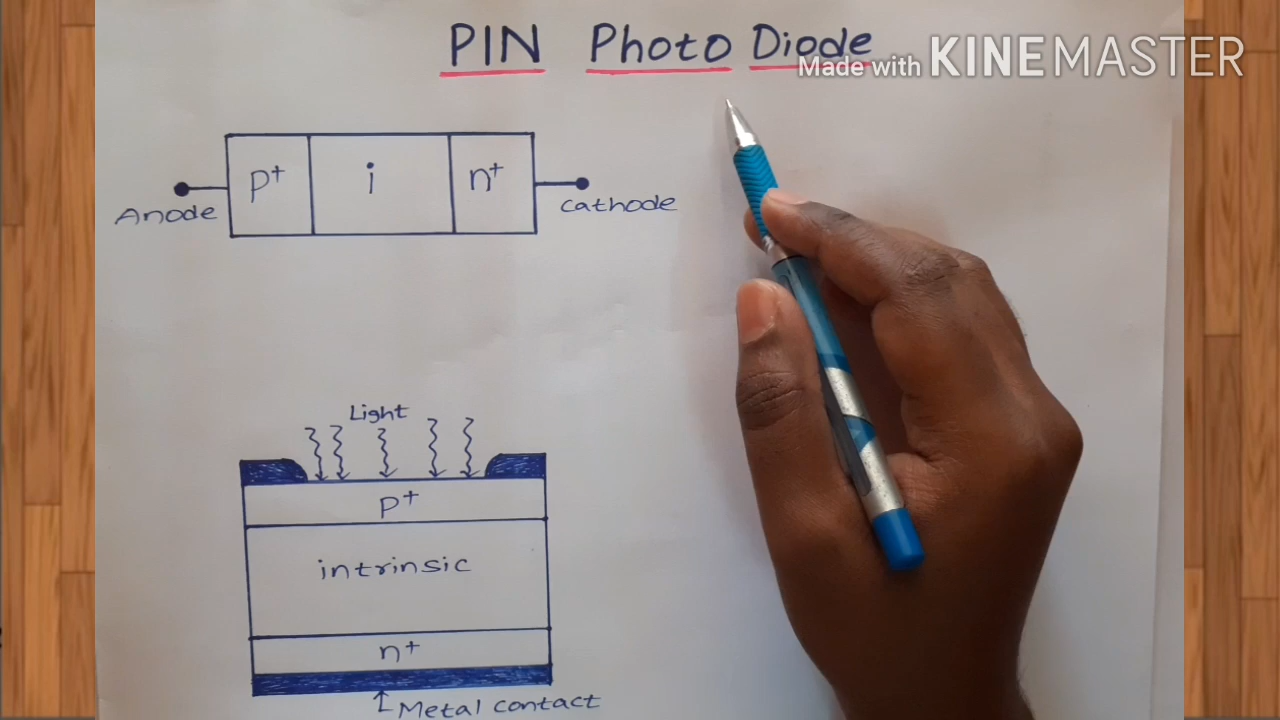 PIN Photo Diode
Made with KINEMASTER
p+ i n+
Anode
cathode
Light
p+
intrinsic
n+
Metal contact